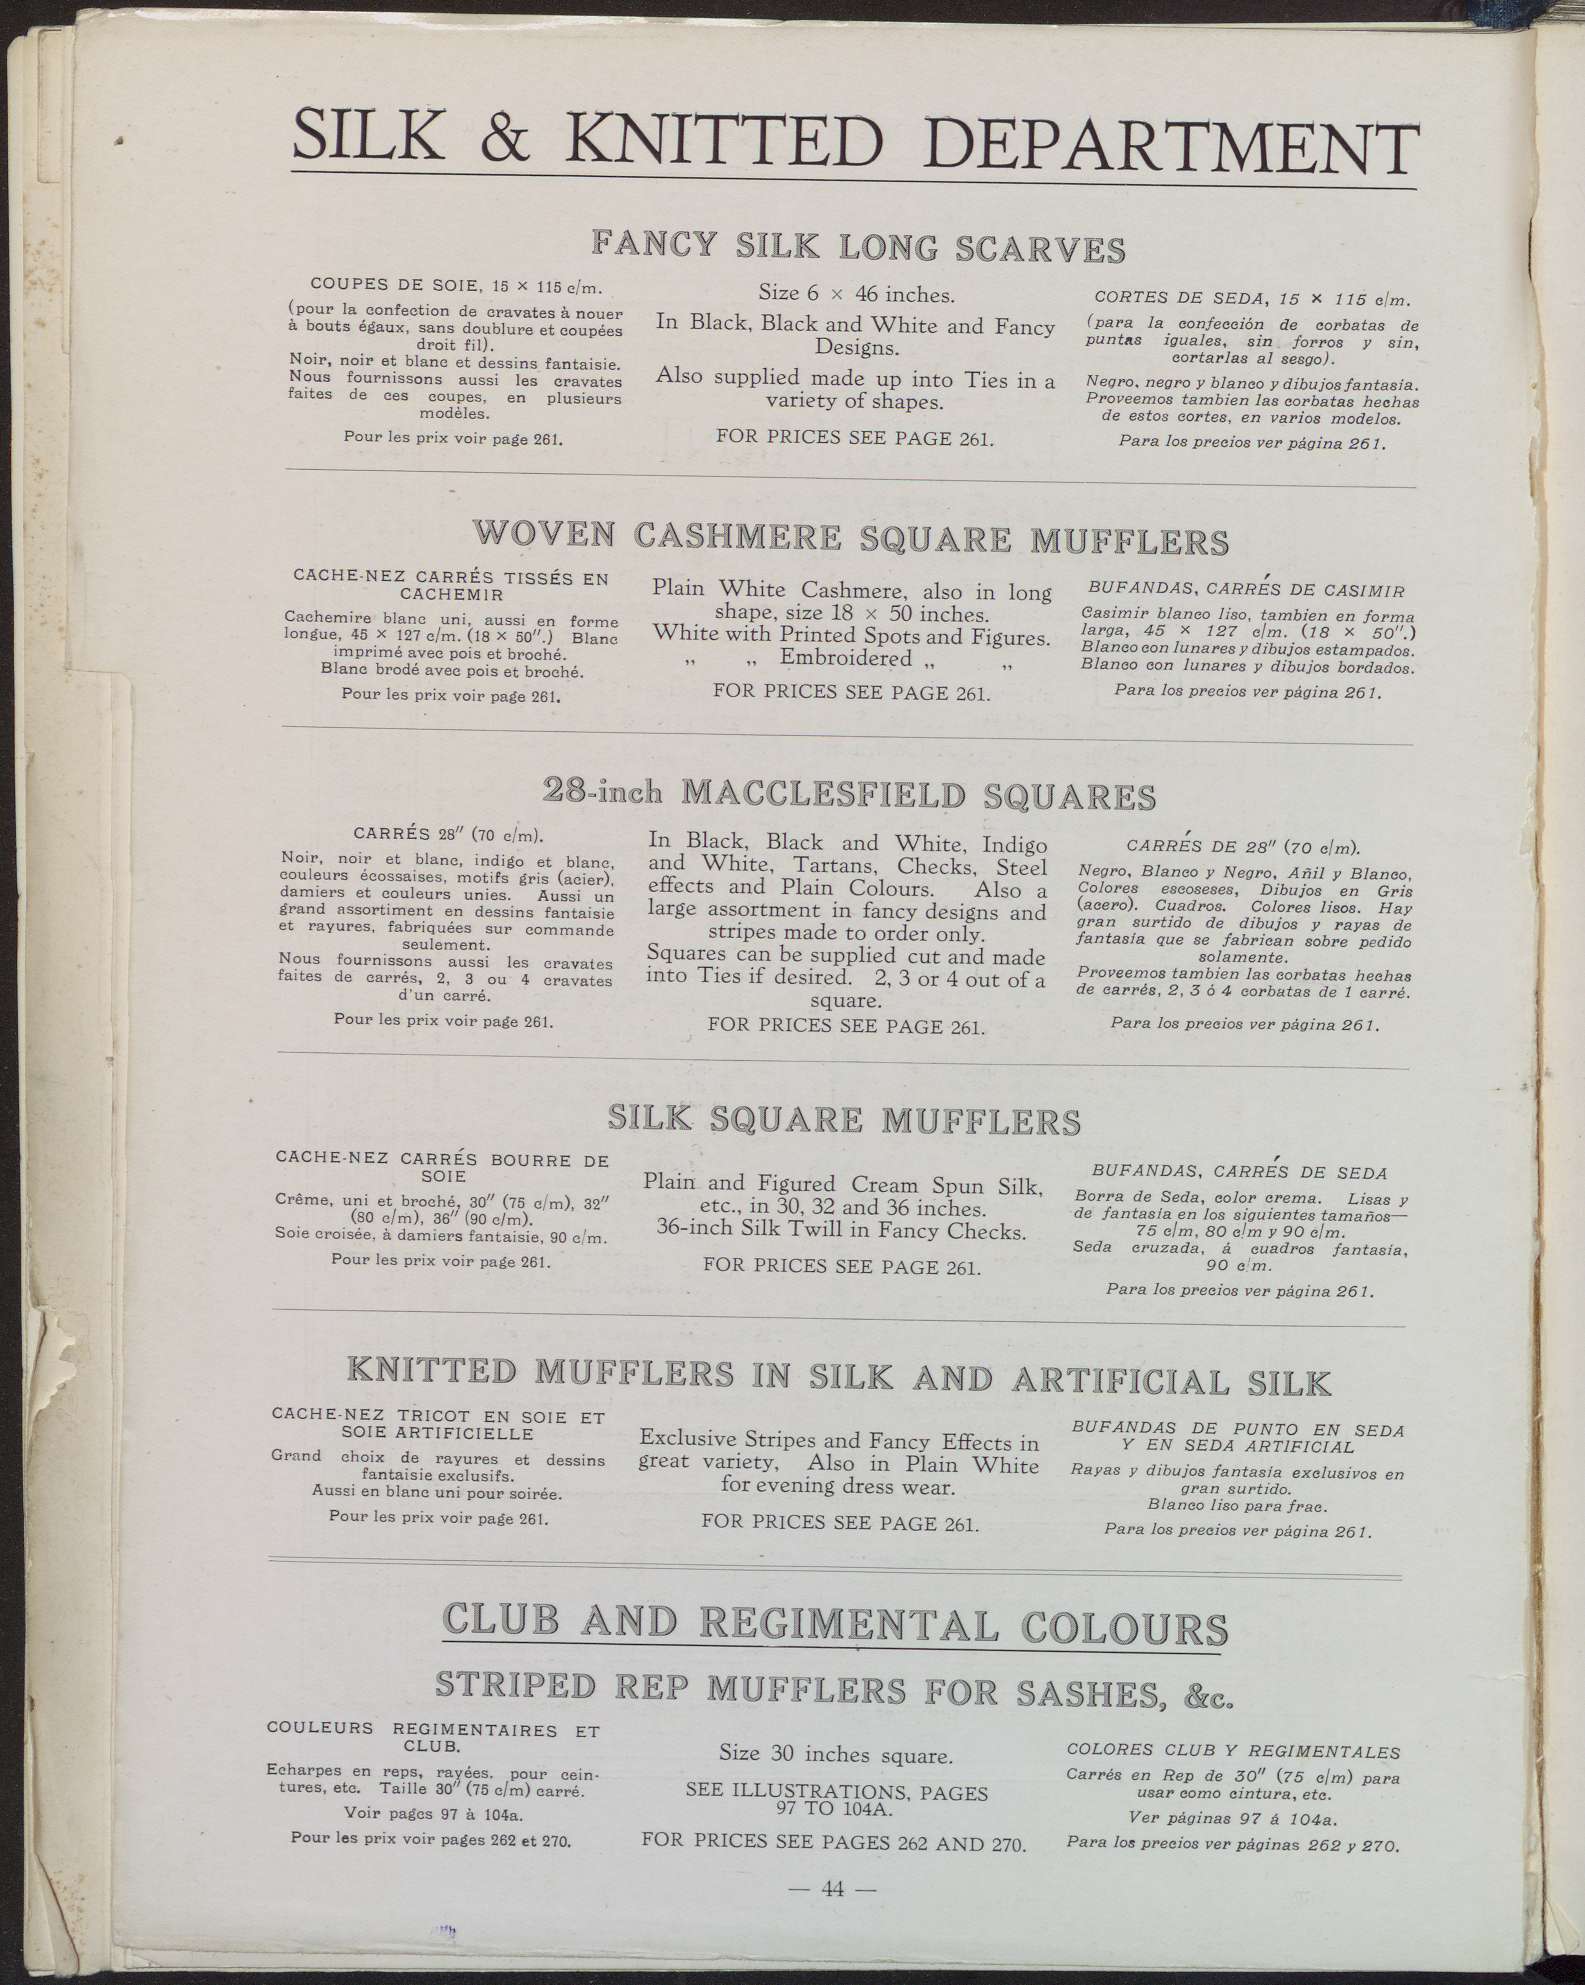 SILK & KNITTED DEPARTMENT
FANCY SILK LONG SCARVES
COUPES DE SOIE, 15 × 115 c/m.
(pour la confection de cravates à nouer
à bouts égaux, sans doublure et coupées
droit fil).
Noir, noir et blanc et dessins fantaisie.
Nous fournissons aussi les cravates
faites de ces coupes, en plusieurs
modèles.
Pour les prix voir page 261.
Size 6 × 46 inches.
In Black, Black and White and Fancy
Designs.
Also supplied made up into Ties in a
variety of shapes.
FOR PRICES SEE PAGE 261.
CORTES DE SEDA, 15 × 115 c/m.
(para la confección de corbatas de
puntas iguales, sin forros y sin,
cortarlas al sesgo).
Negro, negro y blanco y dibujos fantasía.
Proveemos tambien las corbatas hechas
de estos cortes, en varios modelos.
Para los precios ver página 261.
WOVEN CASHMERE SQUARE MUFFLERS
CACHE-NEZ CARRÉS TISSÉS EN
CACHEMIR
Cachemire blanc uni, aussi en forme
longue, 45 × 127 c/m. (18 × 50".) Blanc
imprimé avec pois et broché.
Blanc brodé avec pois et broché.
Pour les prix voir page 261.
Plain White Cashmere, also in long
shape, size 18 × 50 inches.
White with Printed Spots and Figures.
„ „ Embroidered „ „
FOR PRICES SEE PAGE 261.
BUFANDAS, CARRÉS DE CASIMIR
Casimir blanco liso, tambien en forma
larga, 45 × 127 c/m. (18 × 50".)
Blanco con lunares y dibujos estampados.
Blanco con lunares y dibujos bordados.
Para los precios ver página 261.
28-inch MACCLESFIELD SQUARES
CARRÉS 28" (70 c/m).
Noir, noir et blanc, indigo et blanc,
couleurs écossaises, motifs gris (acier),
damiers et couleurs unies. Aussi un
grand assortiment en dessins fantaisie
et rayures, fabriquées sur commande
seulement.
Nous fournissons aussi les cravates
faites de carrés, 2, 3 ou 4 cravates
d'un carré.
Pour les prix voir page 261.
In Black, Black and White, Indigo
and White, Tartans, Checks, Steel
effects and Plain Colours. Also a
large assortment in fancy designs and
stripes made to order only.
Squares can be supplied cut and made
into Ties if desired. 2, 3 or 4 out of a
square.
FOR PRICES SEE PAGE 261.
CARRÉS DE 28" (70 c/m).
Negro, Blanco y Negro, Añil y Blanco,
Colores escoseses, Dibujos en Gris
(acero). Cuadros. Colores lisos. Hay
gran surtido de dibujos y rayas de
fantasía que se fabrican sobre pedido
solamente.
Proveemos tambien las corbatas hechas
de carrés, 2, 3 ó 4 corbatas de 1 carré.
Para los precios ver página 261.
SILK SQUARE MUFFLERS
CACHE-NEZ CARRÉS BOURRE DE
SOIE
Crême, uni et broché, 30" (75 c/m), 32"
(80 c/m), 36" (90 c/m).
Soie croisée, à damiers fantaisie, 90 c/m.
Pour les prix voir page 261.
Plain and Figured Cream Spun Silk,
etc., in 30, 32 and 36 inches.
36-inch Silk Twill in Fancy Checks.
FOR PRICES SEE PAGE 261.
BUFANDAS, CARRÉS DE SEDA
Borra de Seda, color crema. Lisas y
de fantasía en los siguientes tamaños—
75 c/m, 80 c/m y 90 c/m.
Seda cruzada, á cuadros fantasía,
90 c/m.
Para los precios ver página 261.
KNITTED MUFFLERS IN SILK AND ARTIFICIAL SILK
CACHE-NEZ TRICOT EN SOIE ET
SOIE ARTIFICIELLE
Grand choix de rayures et dessins
fantaisie exclusifs.
Aussi en blanc uni pour soirée.
Pour les prix voir page 261.
Exclusive Stripes and Fancy Effects in
great variety, Also in Plain White
for evening dress wear.
FOR PRICES SEE PAGE 261.
BUFANDAS DE PUNTO EN SEDA
Y EN SEDA ARTIFICIAL
Rayas y dibujos fantasía exclusivos en
gran surtido.
Blanco liso para frac.
Para los precios ver página 261.
CLUB AND REGIMENTAL COLOURS
STRIPED REP MUFFLERS FOR SASHES, &c.
COULEURS REGIMENTAIRES ET
CLUB.
Echarpes en reps, rayées, pour cein-
tures, etc. Taille 30" (75 c/m) carré.
Voir pages 97 à 104a.
Pour les prix voir pages 262 et 270.
Size 30 inches square.
SEE ILLUSTRATIONS, PAGES
97 TO 104A.
FOR PRICES SEE PAGES 262 AND 270.
COLORES CLUB Y REGIMENTALES
Carrés en Rep de 30" (75 c/m) para
usar como cintura, etc.
Ver páginas 97 á 104a.
Para los precios ver páginas 262 y 270.
— 44 —